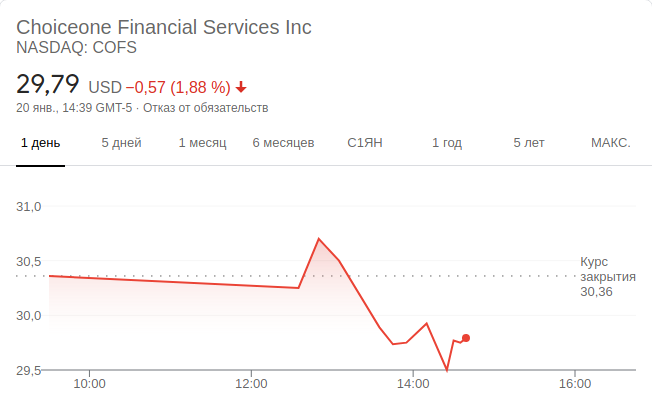 Choiceone Financial Services Inc
NASDAQ: COFS
29,79 USD −0,57 (1,88 %)
20 янв., 14:39 GMT-5 · Отказ от обязательств
1 день 5 дней 1 месяц 6 месяцев С1ЯН 1 год 5 лет МАКС.
31,0
30,5
30,0
29,5
Курс
закрытия
30,36
10:00 12:00 14:00 16:00